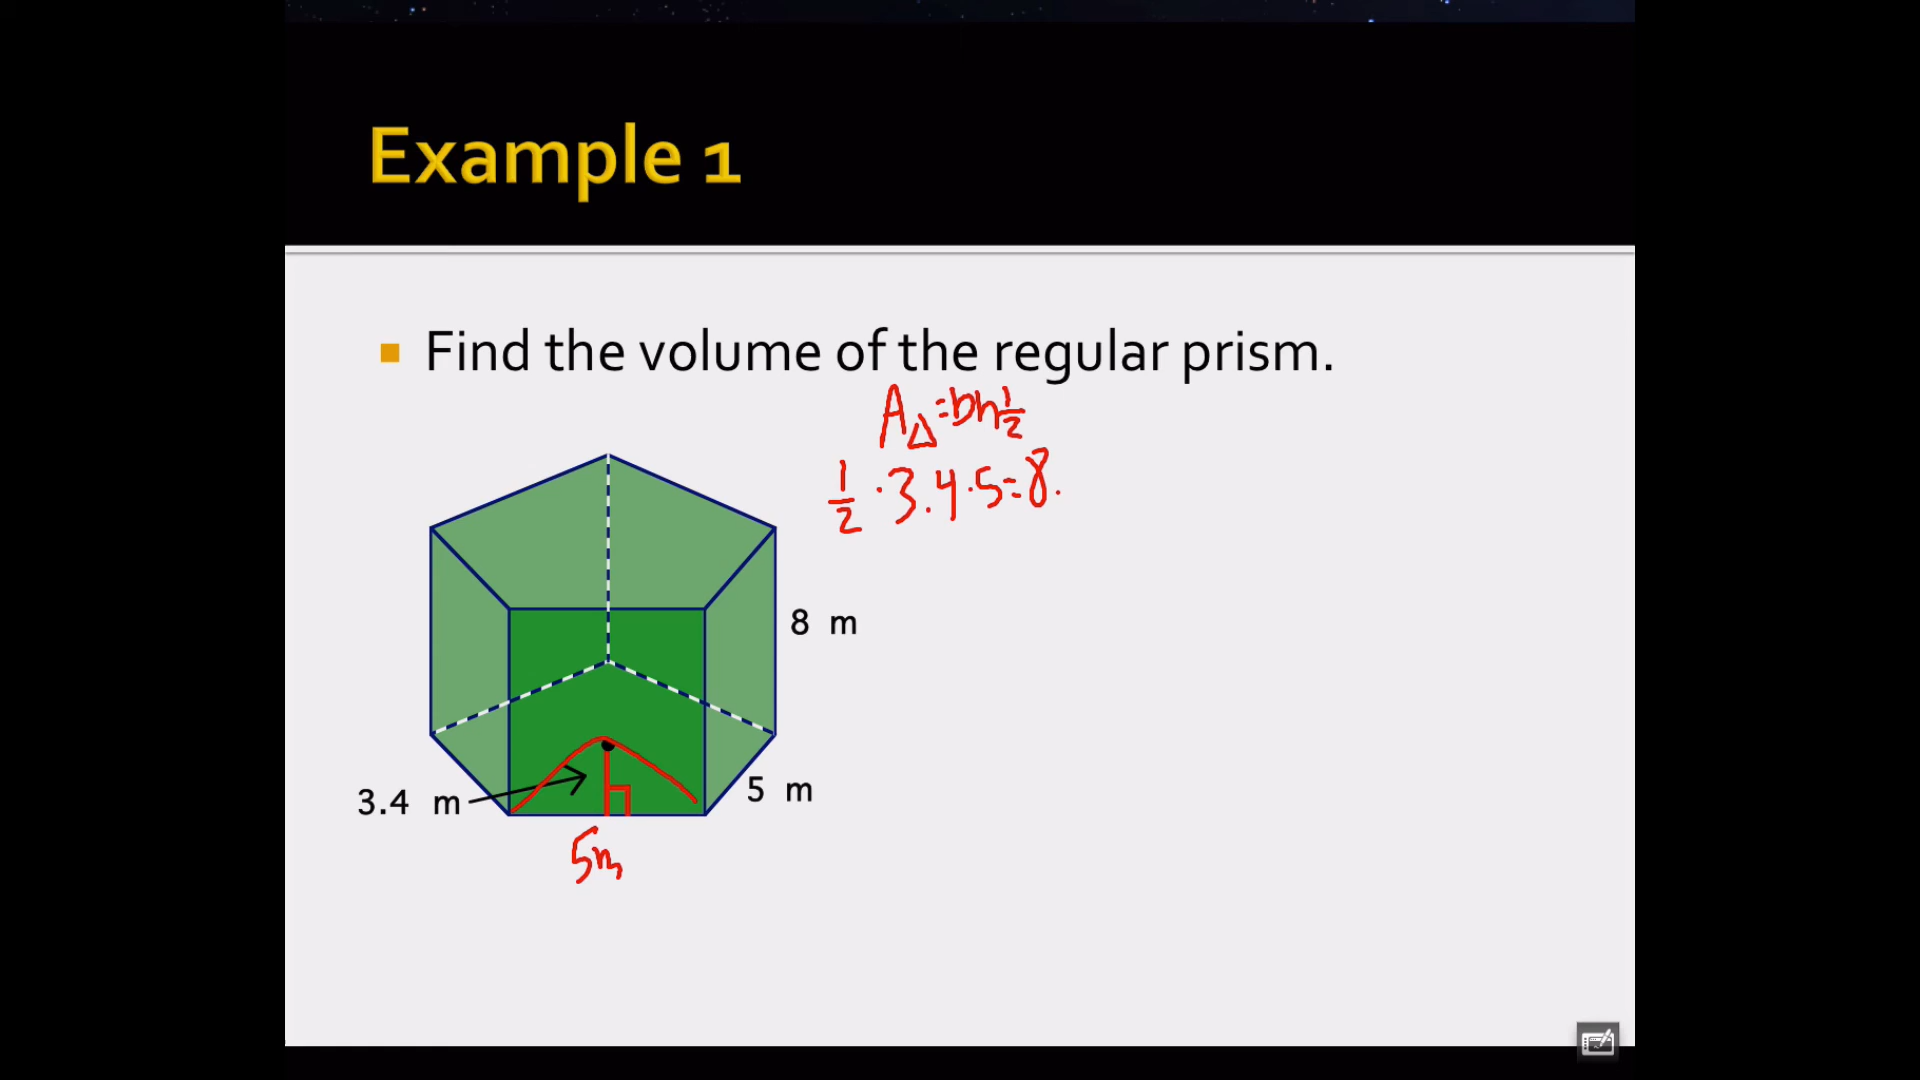 Example 1
Find the volume of the regular prism.
A△=bh½
½·3.4·5=8.
8 m
3.4 m
5 m
5m